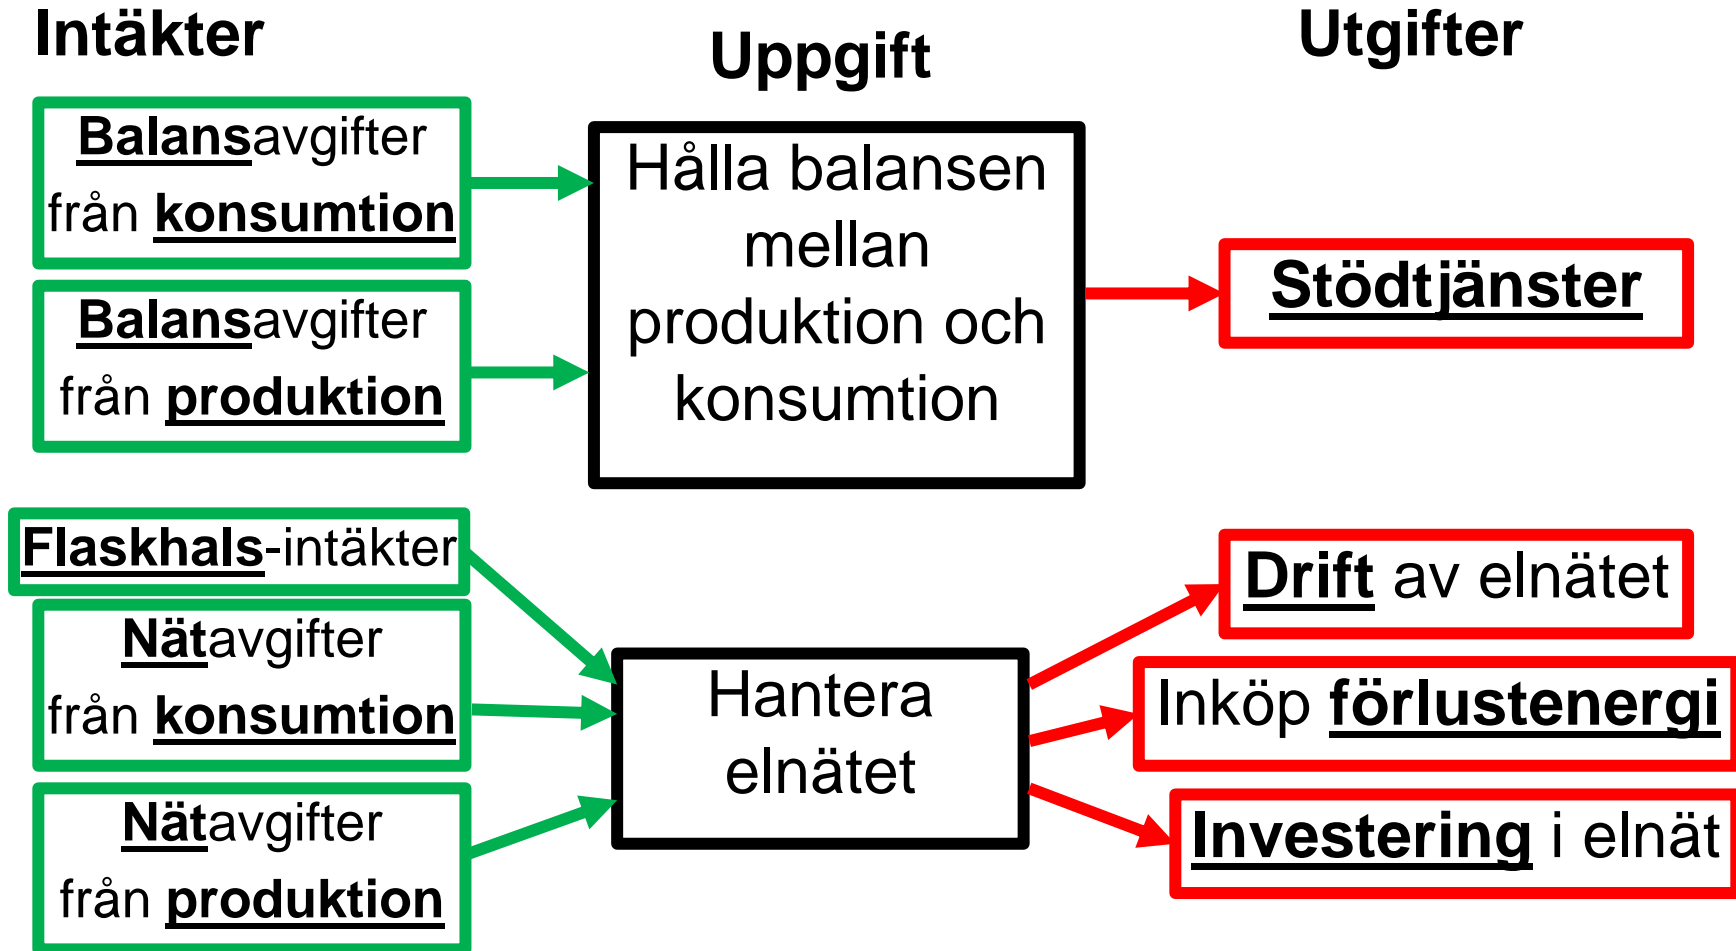 Intäkter
Uppgift
Utgifter
Balansavgifter
från konsumtion
Balansavgifter
från produktion
Hålla balansen
mellan
produktion och
konsumtion
Stödtjänster
Flaskhals-intäkter
Nätavgifter
från konsumtion
Nätavgifter
från produktion
Hantera
elnätet
Drift av elnätet
Inköp förlustenergi
Investering i elnät